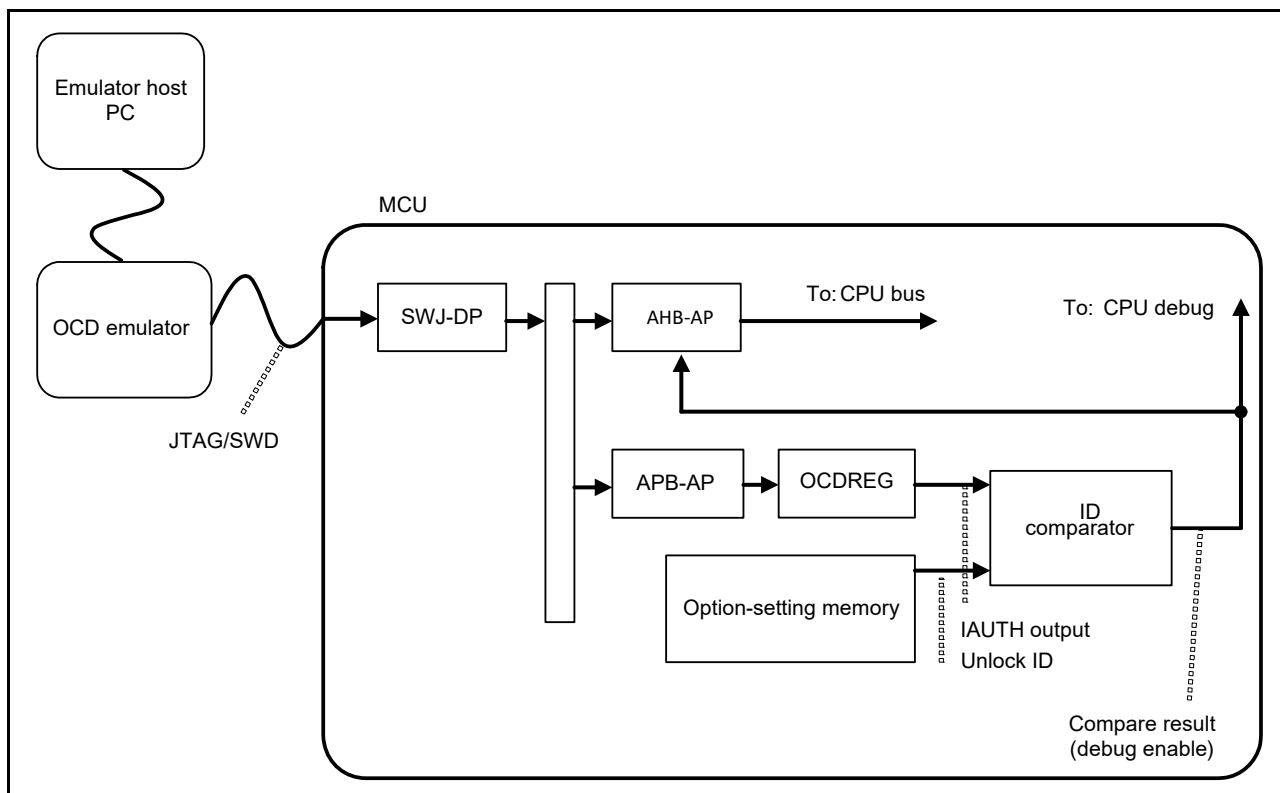 Emulator host
PC
MCU
OCD emulator
SWJ-DP
AHB-AP
To: CPU bus
To: CPU debug
JTAG/SWD
APB-AP
OCDREG
ID
comparator
Option-setting memory
IAUTH output
Unlock ID
Compare result
(debug enable)